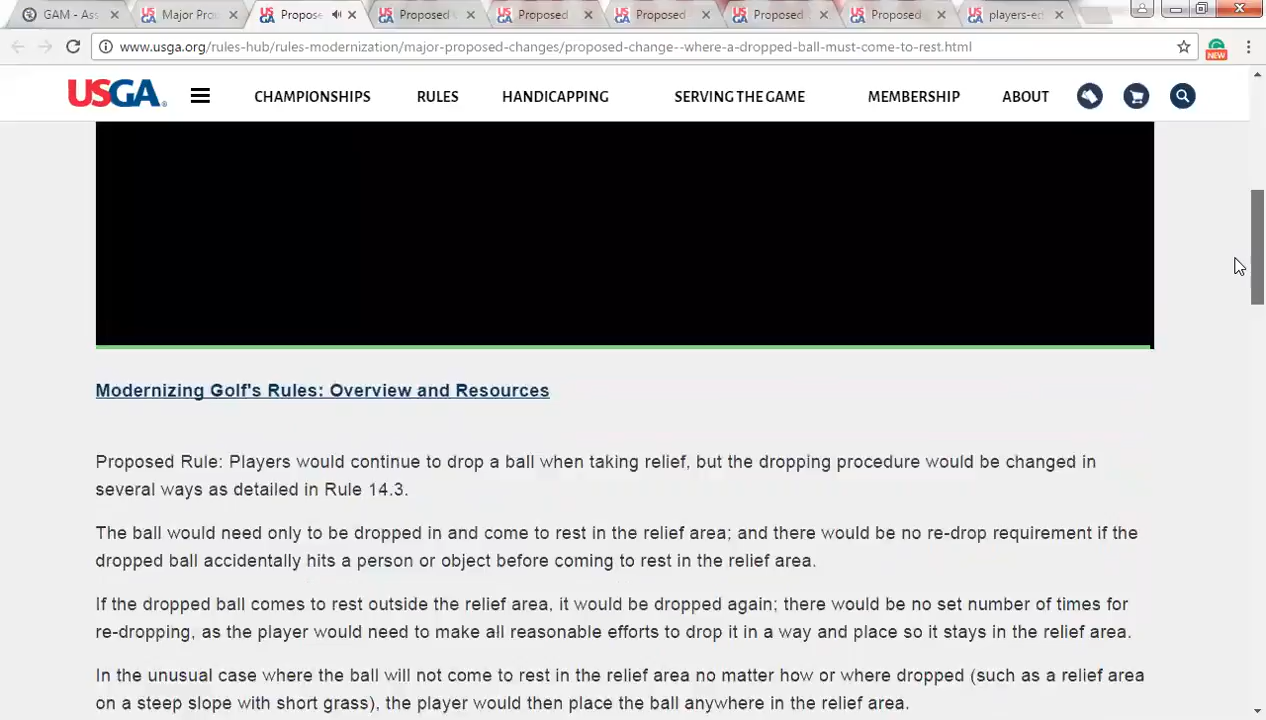 GAM - Ass
Major Pro
Propose
Proposed
Proposed
Proposed
Proposed
Proposed
players-ed
www.usga.org/rules-hub/rules-modernization/major-proposed-changes/proposed-change--where-a-dropped-ball-must-come-to-rest.html
NEW
USGA
CHAMPIONSHIPS RULES HANDICAPPING SERVING THE GAME MEMBERSHIP ABOUT
Modernizing Golf's Rules: Overview and Resources
Proposed Rule: Players would continue to drop a ball when taking relief, but the dropping procedure would be changed in
several ways as detailed in Rule 14.3.
The ball would need only to be dropped in and come to rest in the relief area; and there would be no re-drop requirement if the
dropped ball accidentally hits a person or object before coming to rest in the relief area.
If the dropped ball comes to rest outside the relief area, it would be dropped again; there would be no set number of times for
re-dropping, as the player would need to make all reasonable efforts to drop it in a way and place so it stays in the relief area.
In the unusual case where the ball will not come to rest in the relief area no matter how or where dropped (such as a relief area
on a steep slope with short grass), the player would then place the ball anywhere in the relief area.